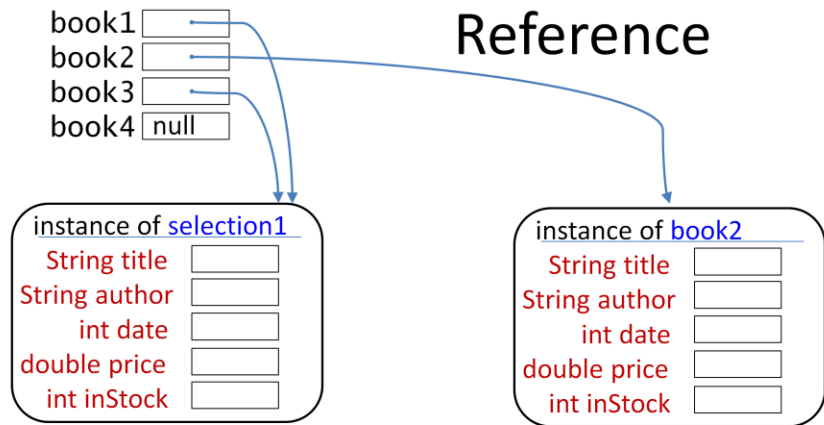 Reference
book1
book2
book3
book4 null
instance of selection1
String title
String author
int date
double price
int inStock
instance of book2
String title
String author
int date
double price
int inStock